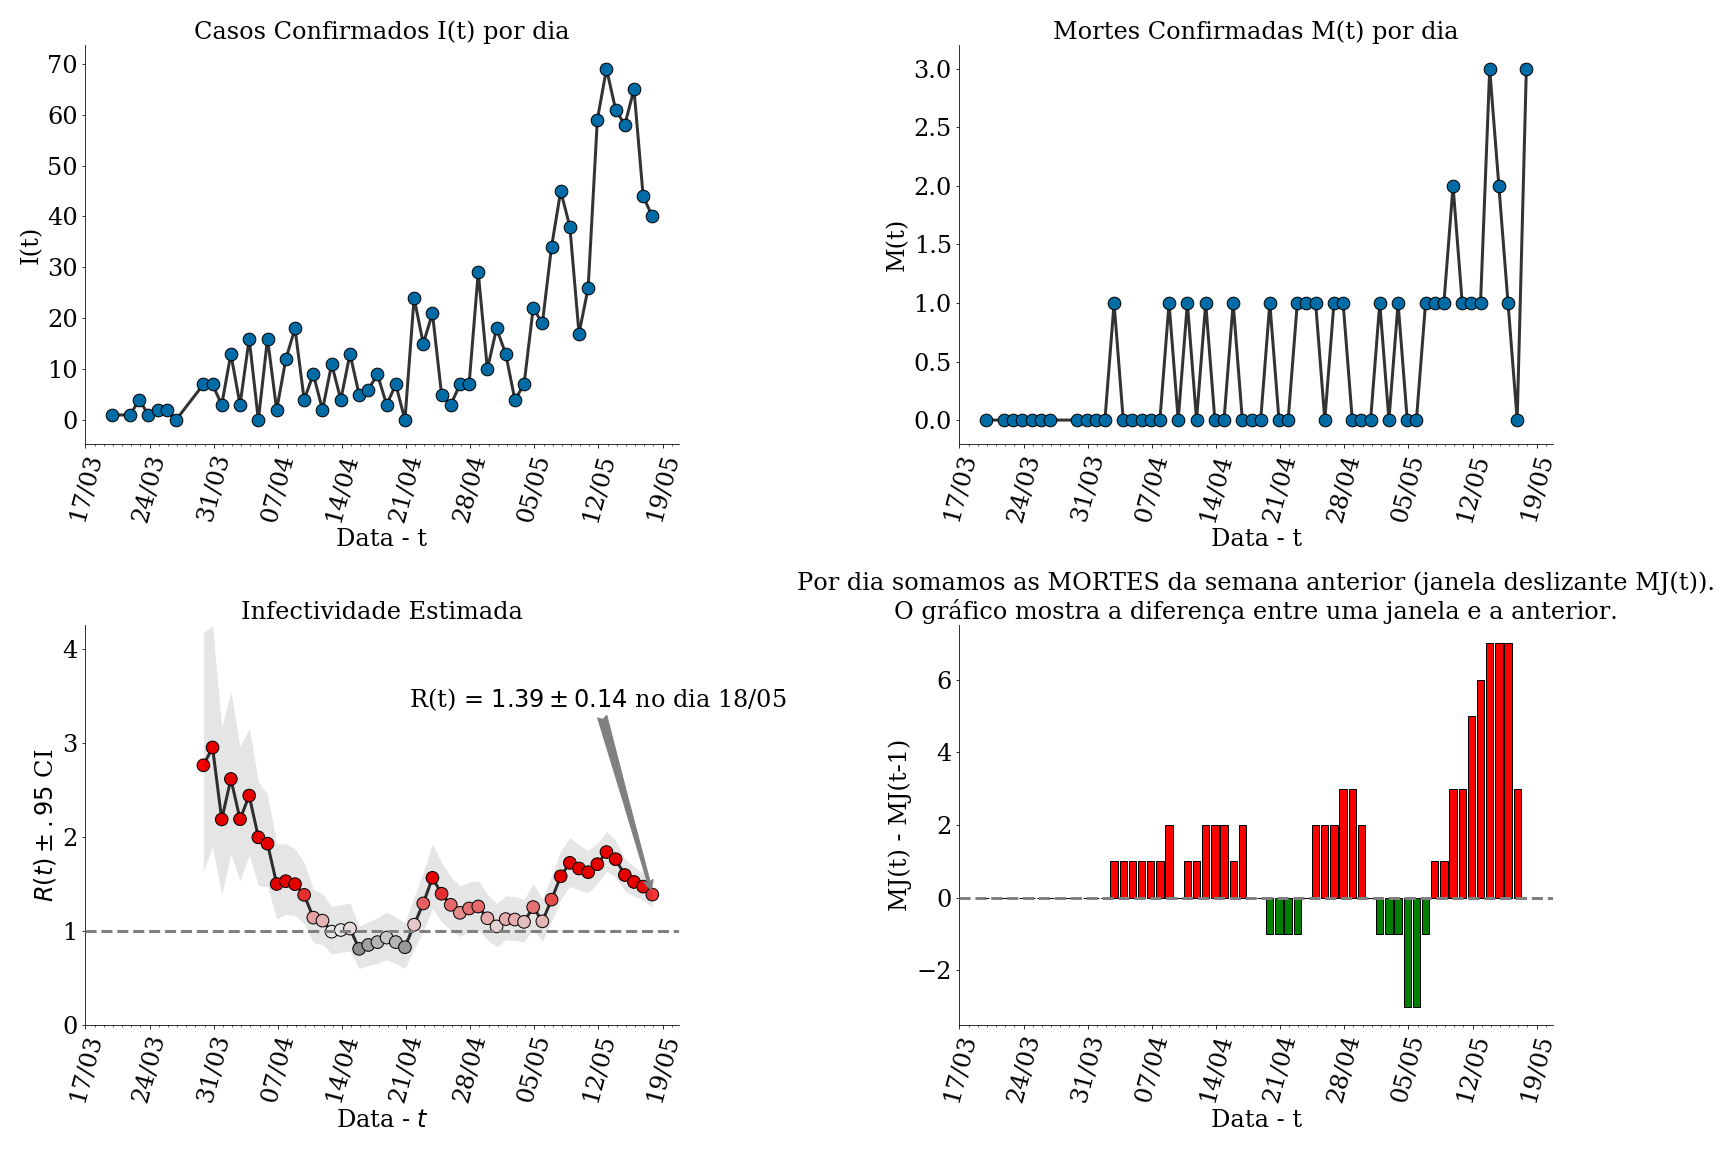 Casos Confirmados I(t) por dia
I(t)
70
60
50
40
30
20
10
0
17/03 24/03 31/03 07/04 14/04 21/04 28/04 05/05 12/05 19/05
Data - t
Mortes Confirmadas M(t) por dia
M(t)
3.0
2.5
2.0
1.5
1.0
0.5
0.0
17/03 24/03 31/03 07/04 14/04 21/04 28/04 05/05 12/05 19/05
Data - t
Infectividade Estimada
R(t) ± .95 CI
4
3
2
1
0
R(t) = 1.39 ± 0.14 no dia 18/05
17/03 24/03 31/03 07/04 14/04 21/04 28/04 05/05 12/05 19/05
Data - t
Por dia somamos as MORTES da semana anterior (janela deslizante MJ(t)).
O gráfico mostra a diferença entre uma janela e a anterior.
MJ(t) - MJ(t-1)
6
4
2
0
−2
17/03 24/03 31/03 07/04 14/04 21/04 28/04 05/05 12/05 19/05
Data - t